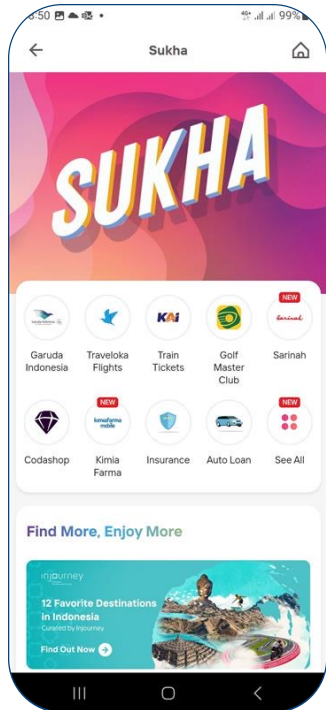 :50
99%
Sukha
SUKHA
NEW
KAI
Sarinah
Garuda
Indonesia
Traveloka
Flights
Train
Tickets
Golf
Master
Club
Sarinah
NEW
NEW
kimiafarma
mobile
Codashop
Kimia
Farma
Insurance
Auto Loan
See All
Find More, Enjoy More
injourney
12 Favorite Destinations
in Indonesia
Curated by Injourney
Find Out Now